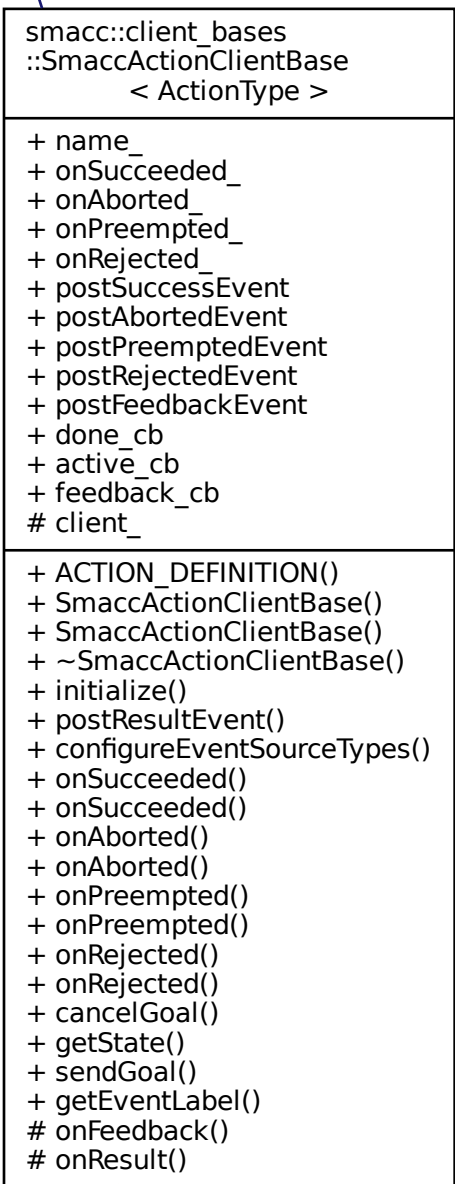 smacc::client_bases
::SmaccActionClientBase
< ActionType >
+ name_
+ onSucceeded_
+ onAborted_
+ onPreempted_
+ onRejected_
+ postSuccessEvent
+ postAbortedEvent
+ postPreemptedEvent
+ postRejectedEvent
+ postFeedbackEvent
+ done_cb
+ active_cb
+ feedback_cb
# client_
+ ACTION_DEFINITION()
+ SmaccActionClientBase()
+ SmaccActionClientBase()
+ ~SmaccActionClientBase()
+ initialize()
+ postResultEvent()
+ configureEventSourceTypes()
+ onSucceeded()
+ onSucceeded()
+ onAborted()
+ onAborted()
+ onPreempted()
+ onPreempted()
+ onRejected()
+ onRejected()
+ cancelGoal()
+ getState()
+ sendGoal()
+ getEventLabel()
# onFeedback()
# onResult()